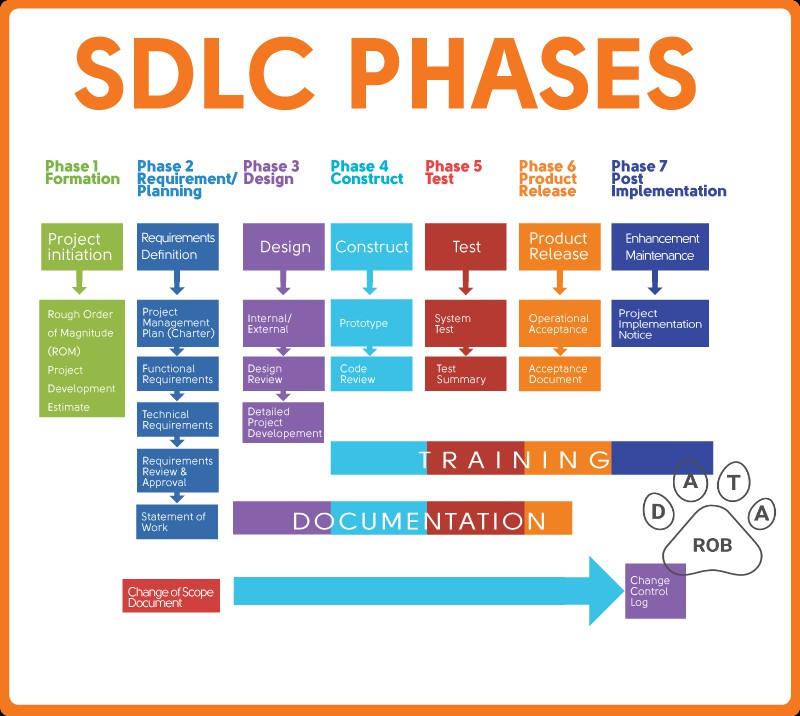 SDLC PHASES
Phase 1
Formation
Phase 2
Requirement/
Planning
Phase 3
Design
Phase 4
Construct
Phase 5
Test
Phase 6
Product
Release
Phase 7
Post
Implementation
Project
initiation
Requirements
Definition
Design
Construct
Test
Product
Release
Enhancement
Maintenance
Rough Order
of Magnitude
(ROM)
Project
Development
Estimate
Project
Management
Plan (Charter)
Functional
Requirements
Technical
Requirements
Requirements
Review &
Approval
Statement of
Work
Internal/
External
Design
Review
Detailed
Project
Developement
Prototype
Code
Review
System
Test
Test
Summary
Operational
Acceptance
Acceptance
Document
Project
Implementation
Notice
TRAINING
DOCUMENTATION
Change of Scope
Document
Change
Control
Log
D A T A
ROB